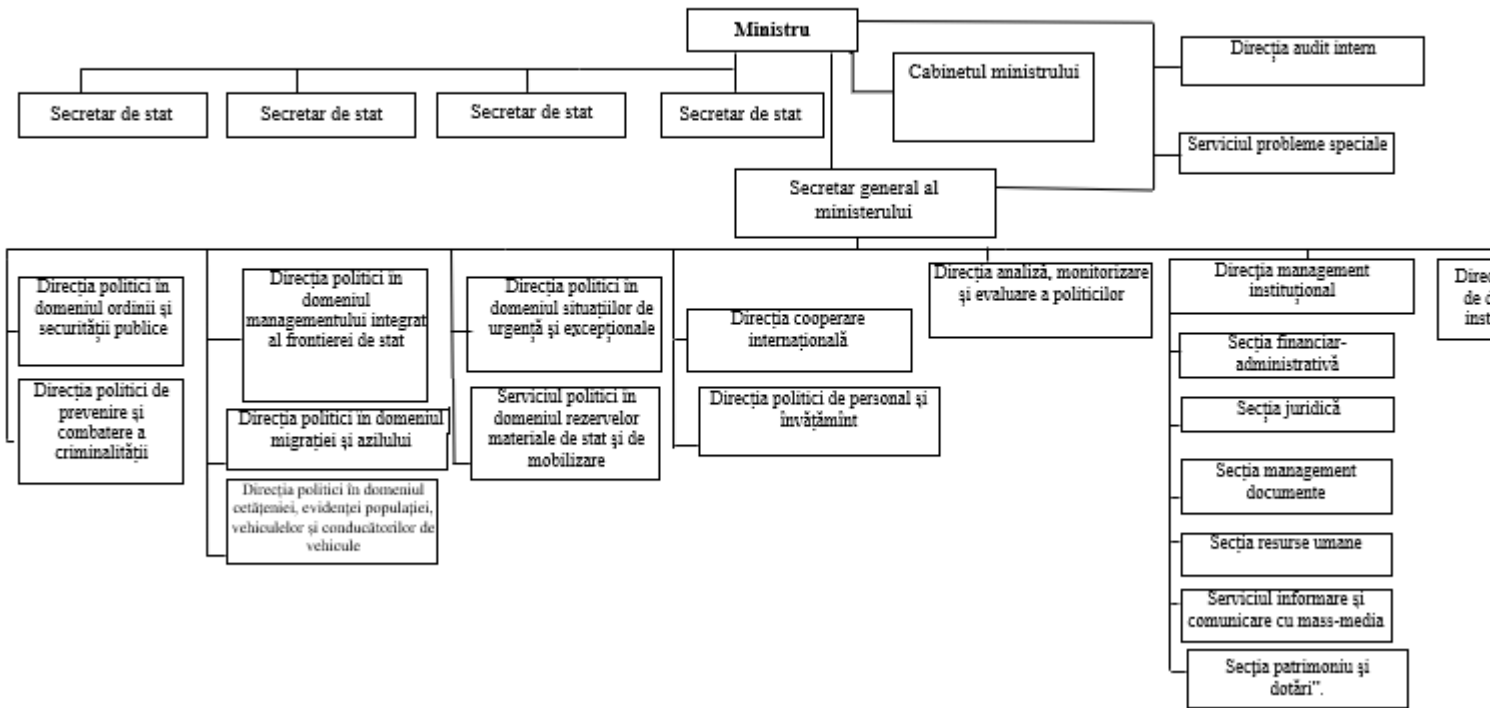 Ministru
Direcția audit intern
Cabinetul ministrului
Secretar de stat
Secretar de stat
Secretar de stat
Secretar de stat
Serviciul probleme speciale
Secretar general al
ministerului
Direcția politici în
domeniul ordinii și
securității publice
Direcția politici de
prevenire și
combatere a
criminalității
Direcția politici în
domeniul
managementului integrat
al frontierei de stat
Direcția politici în domeniul
migrației și azilului
Direcția politici în domeniul
cetățeniei, evidenței populației,
vehiculelor și conducătorilor de
vehicule
Direcția politici în
domeniul situațiilor de
urgență și excepționale
Serviciul politici în
domeniul rezervelor
materiale de stat și de
mobilizare
Direcția cooperare
internațională
Direcția politici de personal și
învățămînt
Direcția analiză, monitorizare
și evaluare a politicilor
Direcția management
instituțional
Secția financiar-
administrativă
Secția juridică
Secția management
documente
Secția resurse umane
Serviciul informare și
comunicare cu mass-media
Secția patrimoniu și
dotări”.
de